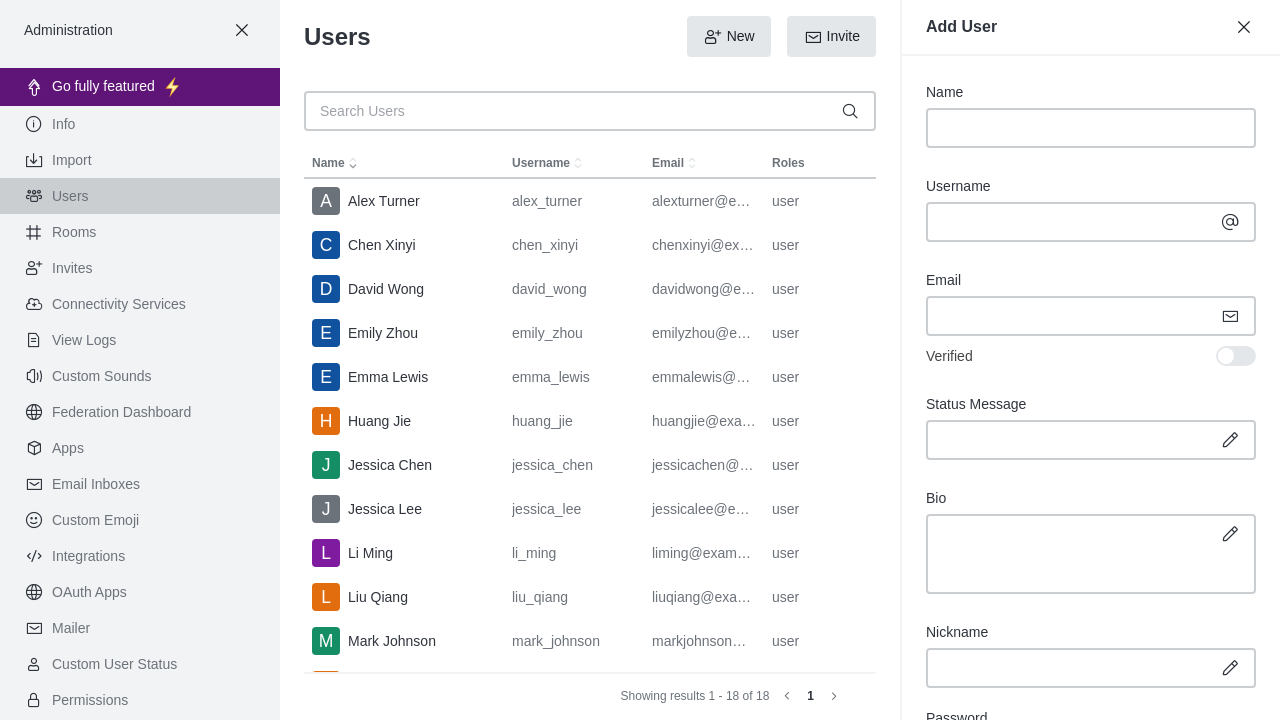 Administration
Go fully featured ⚡
Info
Import
Users
Rooms
Invites
Connectivity Services
View Logs
Custom Sounds
Federation Dashboard
Apps
Email Inboxes
Custom Emoji
Integrations
OAuth Apps
Mailer
Custom User Status
Permissions
Users
New
Invite
Search Users
Name Username Email Roles
A Alex Turner alex_turner alexturner@e… user
C Chen Xinyi chen_xinyi chenxinyi@ex… user
D David Wong david_wong davidwong@e… user
E Emily Zhou emily_zhou emilyzhou@e… user
E Emma Lewis emma_lewis emmalewis@… user
H Huang Jie huang_jie huangjie@exa… user
J Jessica Chen jessica_chen jessicachen@… user
J Jessica Lee jessica_lee jessicalee@e… user
L Li Ming li_ming liming@exam… user
L Liu Qiang liu_qiang liuqiang@exa… user
M Mark Johnson mark_johnson markjohnson… user
Showing results 1 - 18 of 18 1
Add User
Name
Username
Email
Verified
Status Message
Bio
Nickname
Password